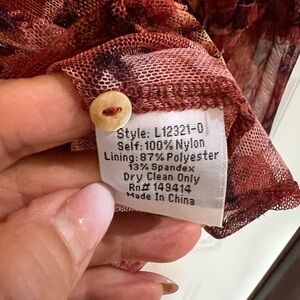 Style: L12321-0
Self: 100% Nylon
Lining: 87% Polyester
13% Spandex
Dry Clean Only
Rn# 149414
Made In China